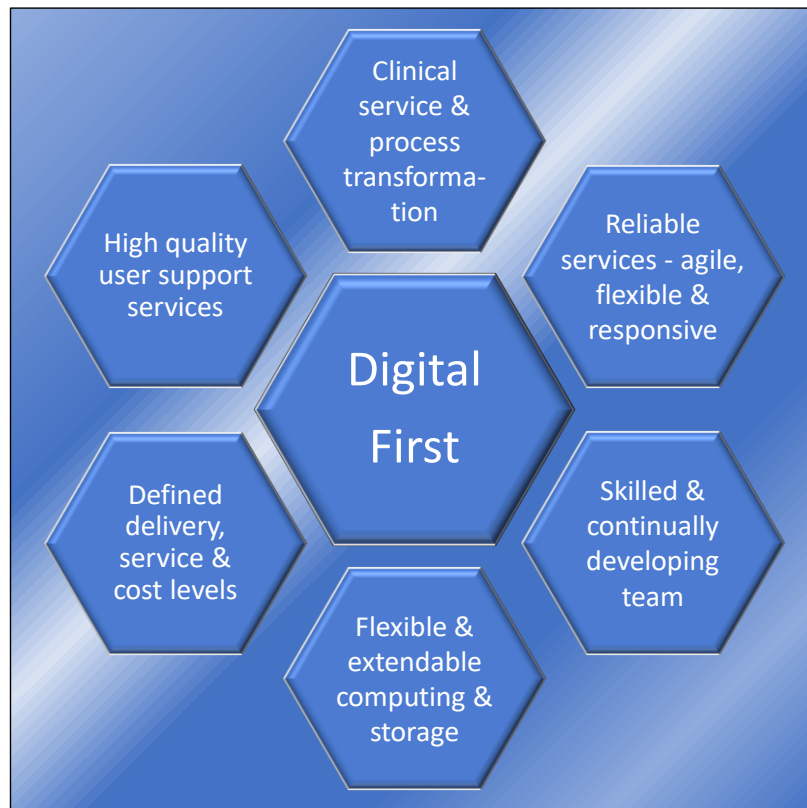 Clinical
service &
process
transforma-
tion
High quality
user support
services
Reliable
services - agile,
flexible &
responsive
Digital
First
Defined
delivery,
service &
cost levels
Skilled &
continually
developing
team
Flexible &
extendable
computing &
storage